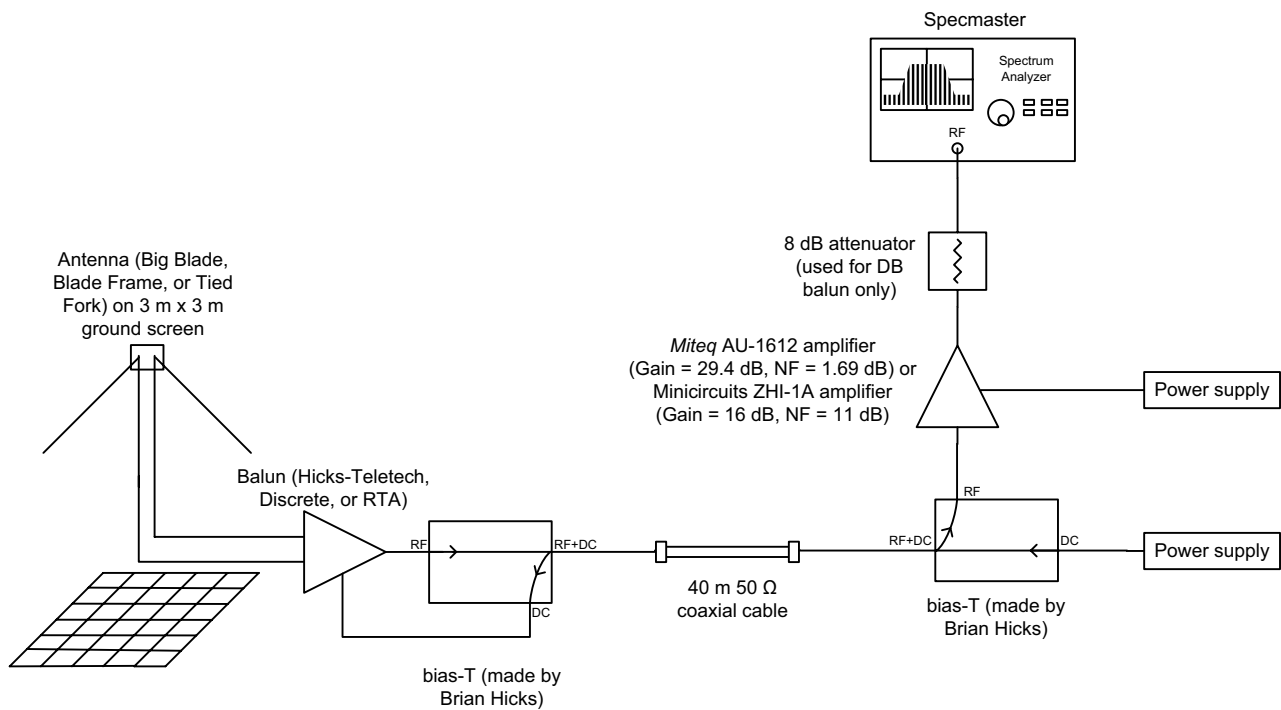 Specmaster
Spectrum
Analyzer
RF
8 dB attenuator
(used for DB
balun only)
Antenna (Big Blade,
Blade Frame, or Tied
Fork) on 3 m x 3 m
ground screen
Miteq AU-1612 amplifier
(Gain = 29.4 dB, NF = 1.69 dB) or
Minicircuits ZHI-1A amplifier
(Gain = 16 dB, NF = 11 dB)
Power supply
Balun (Hicks-Teletech,
Discrete, or RTA)
RF
RF+DC
DC
bias-T (made by
Brian Hicks)
40 m 50 Ω
coaxial cable
RF
RF+DC
DC
Power supply
bias-T (made by
Brian Hicks)